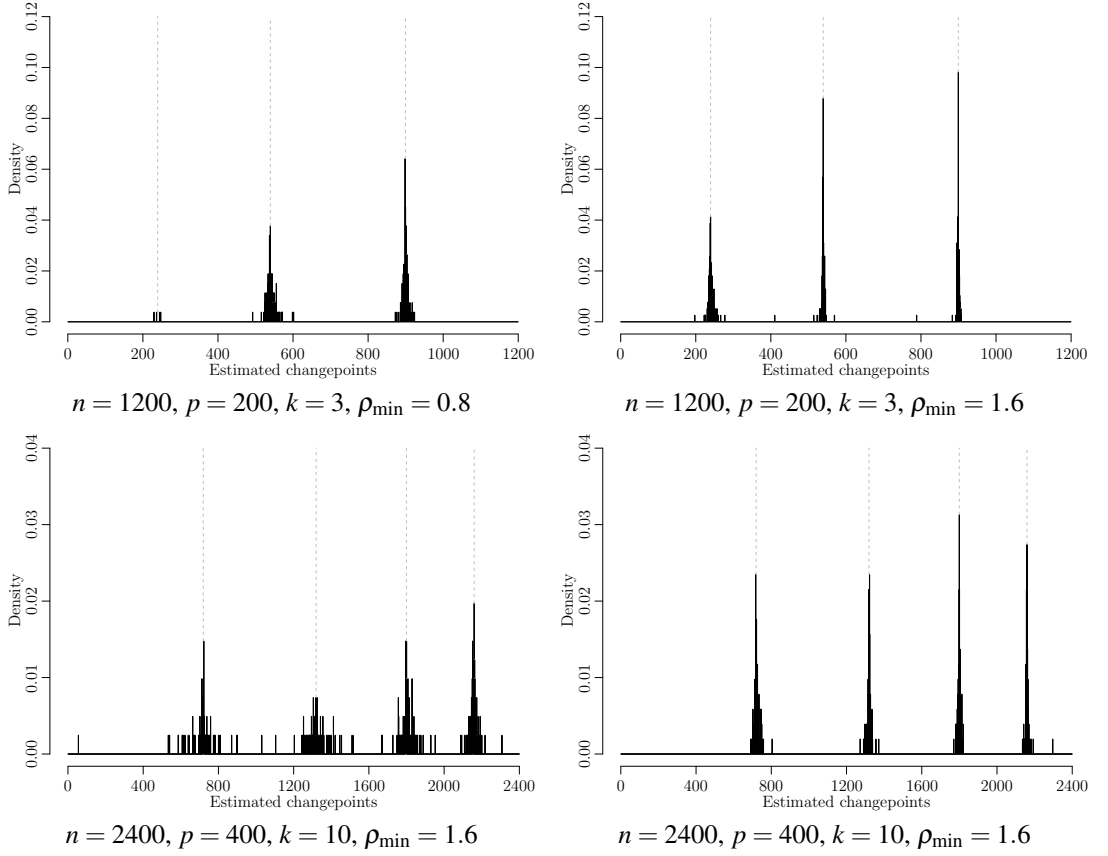 0.00 0.02 0.04 0.06 0.08 0.10 0.12
Density
0 200 400 600 800 1000 1200
Estimated changepoints
n = 1200, p = 200, k = 3, ρmin = 0.8
0.00 0.02 0.04 0.06 0.08 0.10 0.12
Density
0 200 400 600 800 1000 1200
Estimated changepoints
n = 1200, p = 200, k = 3, ρmin = 1.6
0.00 0.01 0.02 0.03 0.04
Density
0 400 800 1200 1600 2000 2400
Estimated changepoints
n = 2400, p = 400, k = 10, ρmin = 1.6
0.00 0.01 0.02 0.03 0.04
Density
0 400 800 1200 1600 2000 2400
Estimated changepoints
n = 2400, p = 400, k = 10, ρmin = 1.6